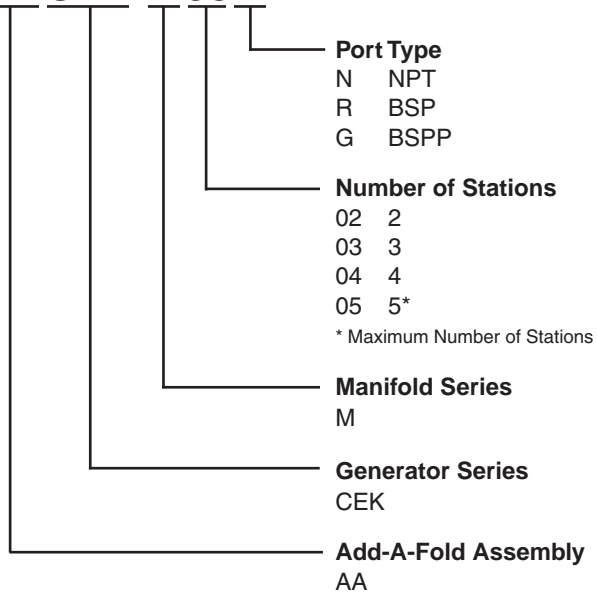 Port Type
N NPT
R BSP
G BSPP
Number of Stations
02 2
03 3
04 4
05 5*
* Maximum Number of Stations
Manifold Series
M
Generator Series
CEK
Add-A-Fold Assembly
AA